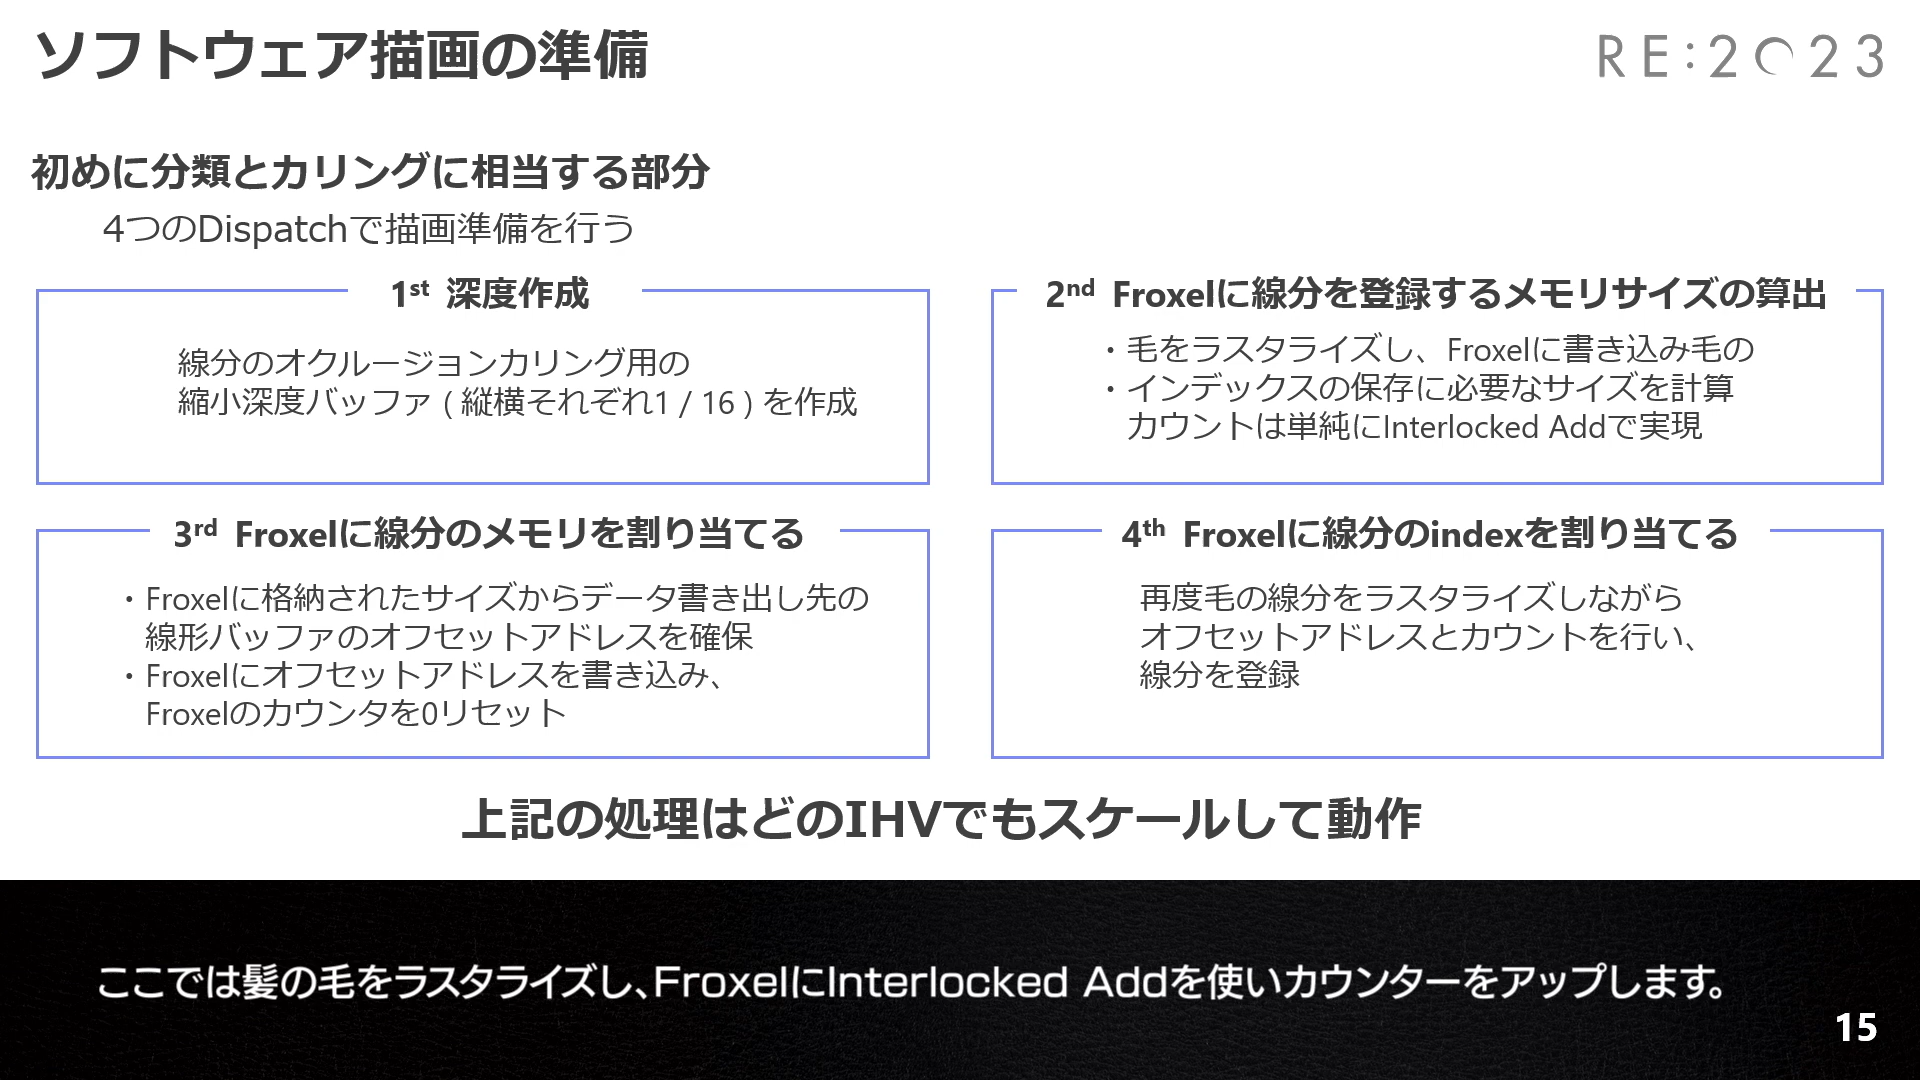 ソフトウェア描画の準備
RE:2023
初めに分類とカリングに相当する部分
4つのDispatchで描画準備を行う
1st 深度作成
線分のオクルージョンカリング用の
縮小深度バッファ ( 縦横それぞれ1 / 16 ) を作成
2nd Froxelに線分を登録するメモリサイズの算出
・毛をラスタライズし、Froxelに書き込み毛の
・インデックスの保存に必要なサイズを計算
カウントは単純にInterlocked Addで実現
3rd Froxelに線分のメモリを割り当てる
・Froxelに格納されたサイズからデータ書き出し先の
線形バッファのオフセットアドレスを確保
・Froxelにオフセットアドレスを書き込み、
Froxelのカウンタを0リセット
4th Froxelに線分のindexを割り当てる
再度毛の線分をラスタライズしながら
オフセットアドレスとカウントを行い、
線分を登録
上記の処理はどのIHVでもスケールして動作
ここでは髪の毛をラスタライズし、FroxelにInterlocked Addを使いカウンターをアップします。
15